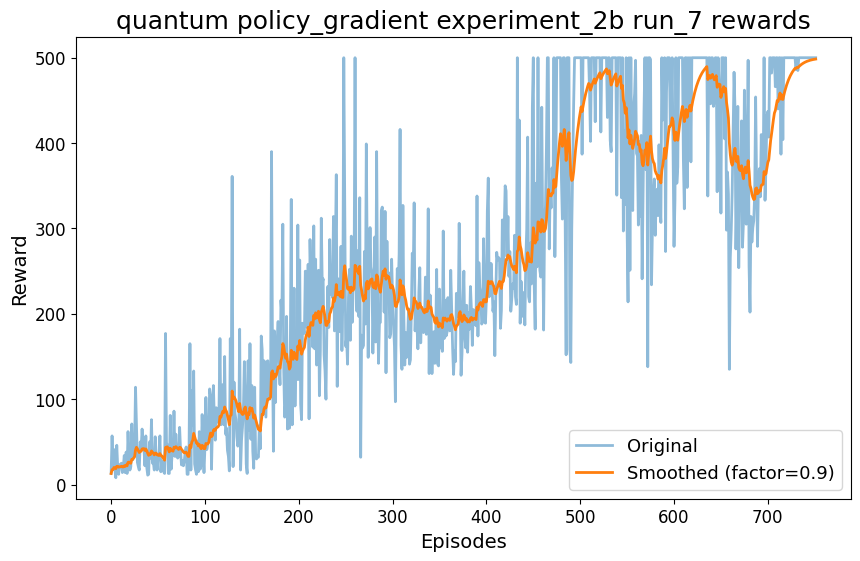 quantum policy_gradient experiment_2b run_7 rewards
Reward
500
400
300
200
100
0
Original
Smoothed (factor=0.9)
0 100 200 300 400 500 600 700
Episodes